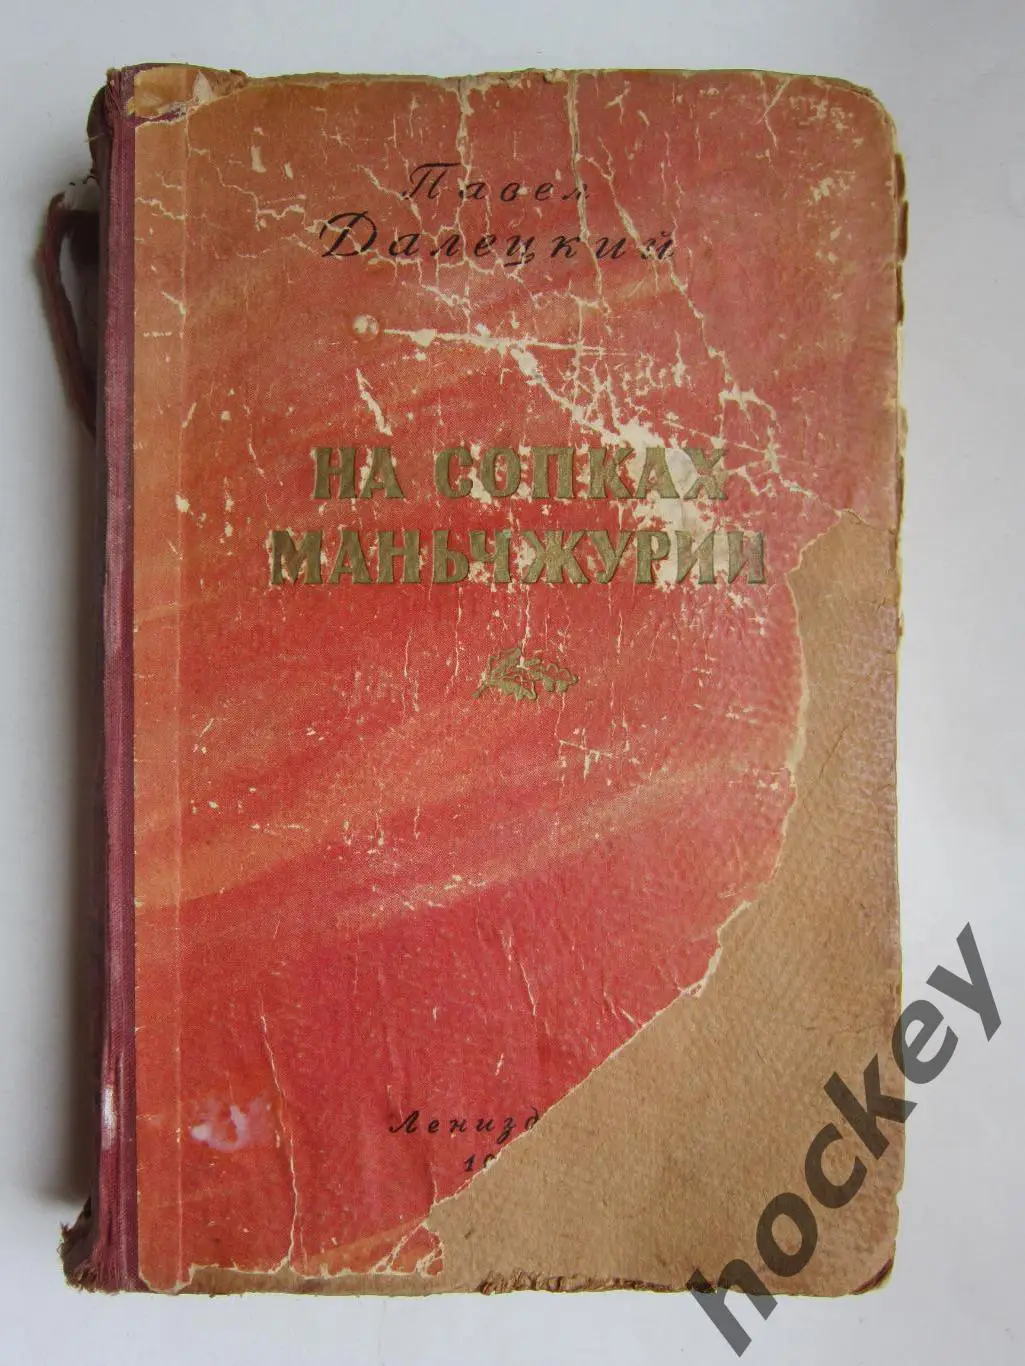 Павел
Далецкий
НА СОПКАХ
МАНЬЧЖУРИИ
Лениз
hockey